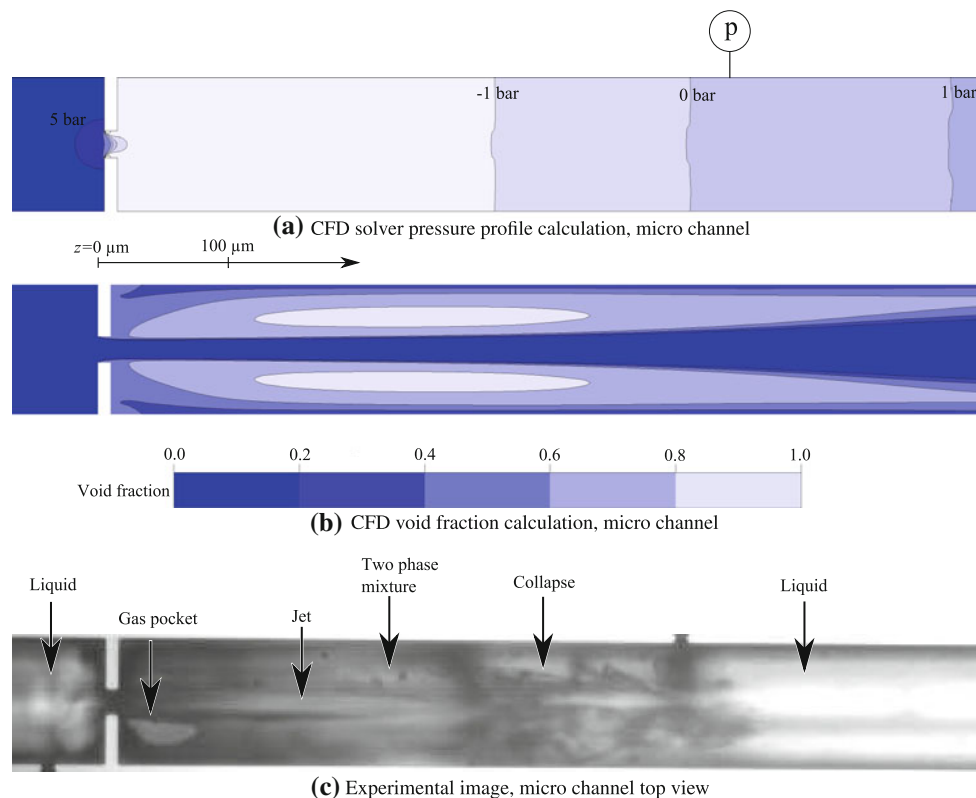 p
5 bar
-1 bar
0 bar
1 bar
(a) CFD solver pressure profile calculation, micro channel
z=0 µm
100 µm
0.0
0.2
0.4
0.6
0.8
1.0
Void fraction
(b) CFD void fraction calculation, micro channel
Liquid
Gas pocket
Jet
Two phase
mixture
Collapse
Liquid
(c) Experimental image, micro channel top view